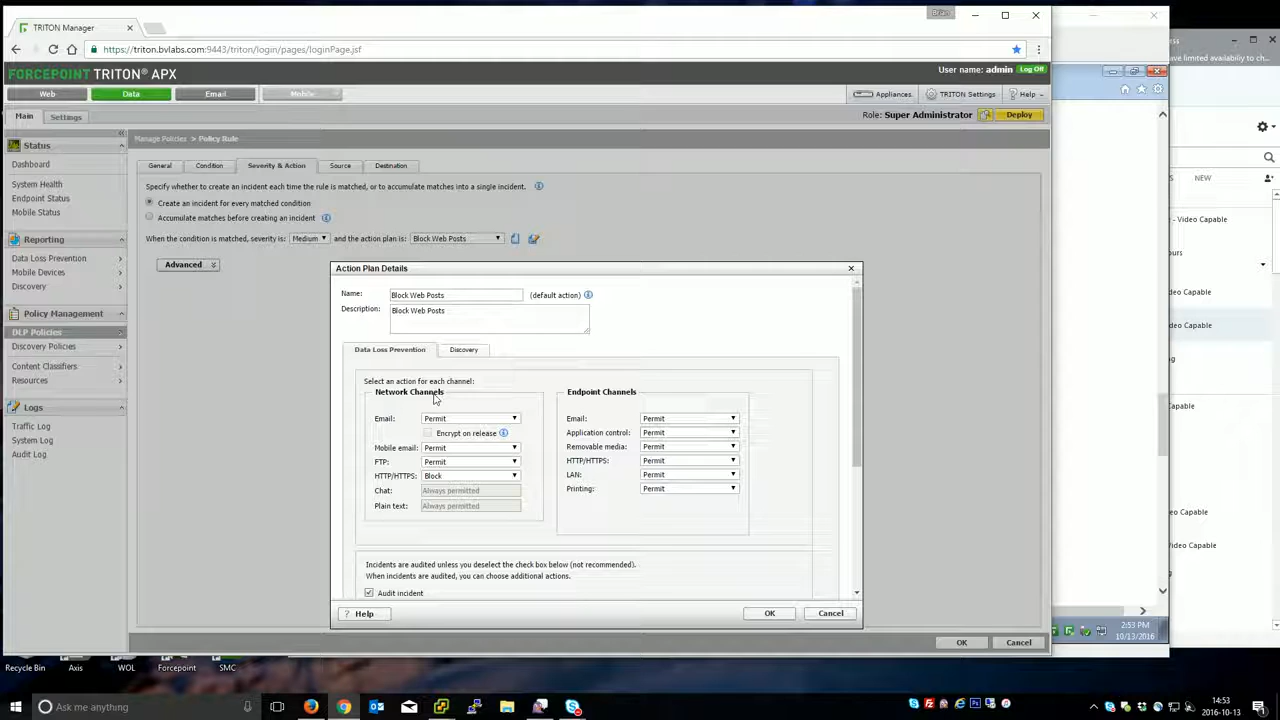 Brian
TRITON Manager
https://triton.bvlabs.com:9443/triton/login/pages/loginPage.jsf
FORCEPOINT TRITON® APX
User name: admin Log Off
have limited availability to ch...
Web Data Email Mobile
Appliances TRITON Settings Help
Main Settings
Role: Super Administrator Deploy
Manage Policies > Policy Rule
Status
Dashboard
System Health
Endpoint Status
Mobile Status
Reporting
Data Loss Prevention
Mobile Devices
Discovery
Policy Management
DLP Policies
Discovery Policies
Content Classifiers
Resources
Logs
Traffic Log
System Log
Audit Log
General Condition Severity & Action Source Destination
Specify whether to create an incident each time the rule is matched, or to accumulate matches into a single incident.
Create an incident for every matched condition
Accumulate matches before creating an incident
When the condition is matched, severity is: Medium and the action plan is: Block Web Posts
Advanced
Action Plan Details
Name: Block Web Posts (default action)
Description: Block Web Posts
Data Loss Prevention Discovery
Select an action for each channel:
Network Channels
Email: Permit
Encrypt on release
Mobile email: Permit
FTP: Permit
HTTP/HTTPS: Block
Chat: Always permitted
Plain text: Always permitted
Endpoint Channels
Email: Permit
Application control: Permit
Removable media: Permit
HTTP/HTTPS: Permit
LAN: Permit
Printing: Permit
Incidents are audited unless you deselect the check box below (not recommended).
When incidents are audited, you can choose additional actions.
Audit incident
? Help OK Cancel
OK Cancel
NEW
- Video Capable
ours
Video Capable
Video Capable
Capable
Capable
Video Capable
2:53 PM
10/13/2016
Recycle Bin Axis WOL Forcepoint SMC
Ask me anything
14:53
2016-10-13